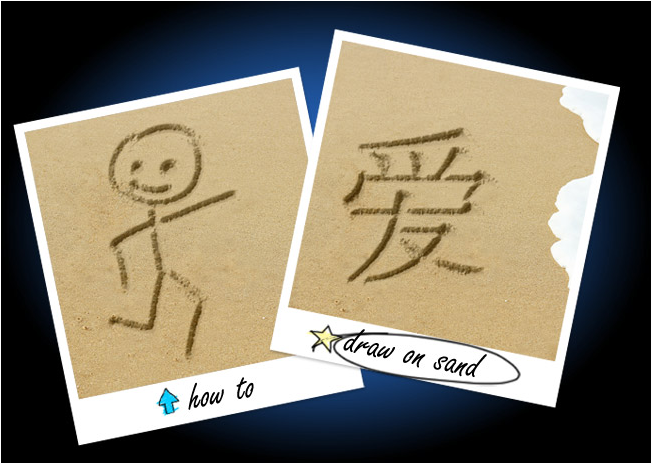 爱
how to
draw on sand